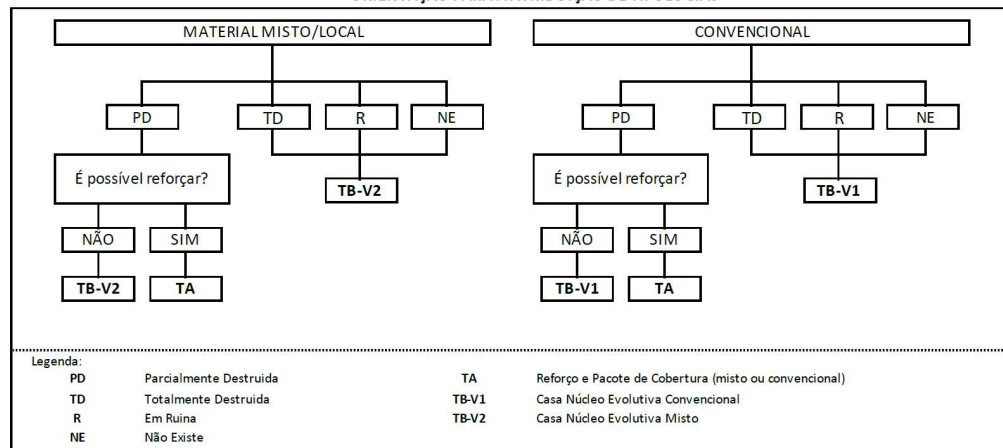 MATERIAL MISTO/LOCAL CONVENCIONAL
PD TD R NE PD TD R NE
É possível reforçar? É possível reforçar?
TB-V2 TB-V1
NÃO SIM NÃO SIM
TB-V2 TA TB-V1 TA
Legenda:
PD Parcialmente Destruida TA Reforço e Pacote de Cobertura (misto ou convencional)
TD Totalmente Destruida TB-V1 Casa Núcleo Evolutiva Convencional
R Em Ruina TB-V2 Casa Núcleo Evolutiva Misto
NE Não Existe